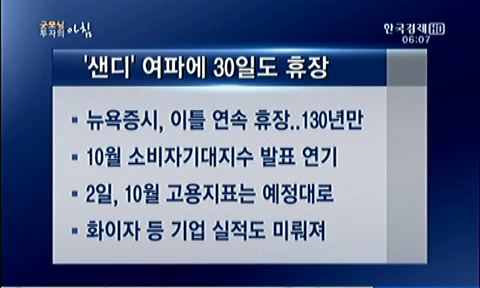 굿모닝
투자의 아침
한국경제 HD
06:07
'샌디' 여파에 30일도 휴장
▪ 뉴욕증시, 이틀 연속 휴장..130년만
▪ 10월 소비자기대지수 발표 연기
▪ 2일, 10월 고용지표는 예정대로
▪ 화이자 등 기업 실적도 미뤄져